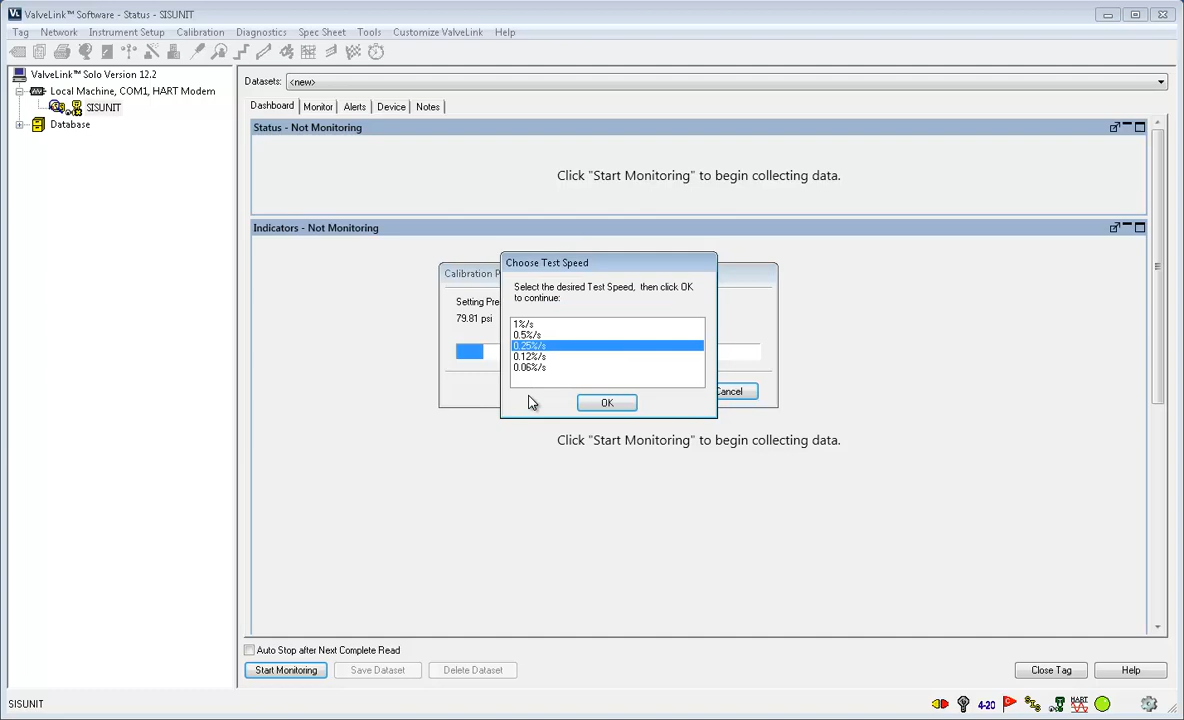 ValveLink™ Software - Status - SISUNIT
Tag Network Instrument Setup Calibration Diagnostics Spec Sheet Tools Customize ValveLink Help
ValveLink™ Solo Version 12.2
Local Machine, COM1, HART Modem
SISUNIT
Database
Datasets: <new>
Dashboard Monitor Alerts Device Notes
Status - Not Monitoring
Click "Start Monitoring" to begin collecting data.
Indicators - Not Monitoring
Calibration P
Setting Pre
79.81 psi
Cancel
Choose Test Speed
Select the desired Test Speed, then click OK
to continue:
1%/s
0.5%/s
0.25%/s
0.12%/s
0.06%/s
OK
Click "Start Monitoring" to begin collecting data.
Auto Stop after Next Complete Read
Start Monitoring Save Dataset Delete Dataset Close Tag Help
SISUNIT
4-20
HART